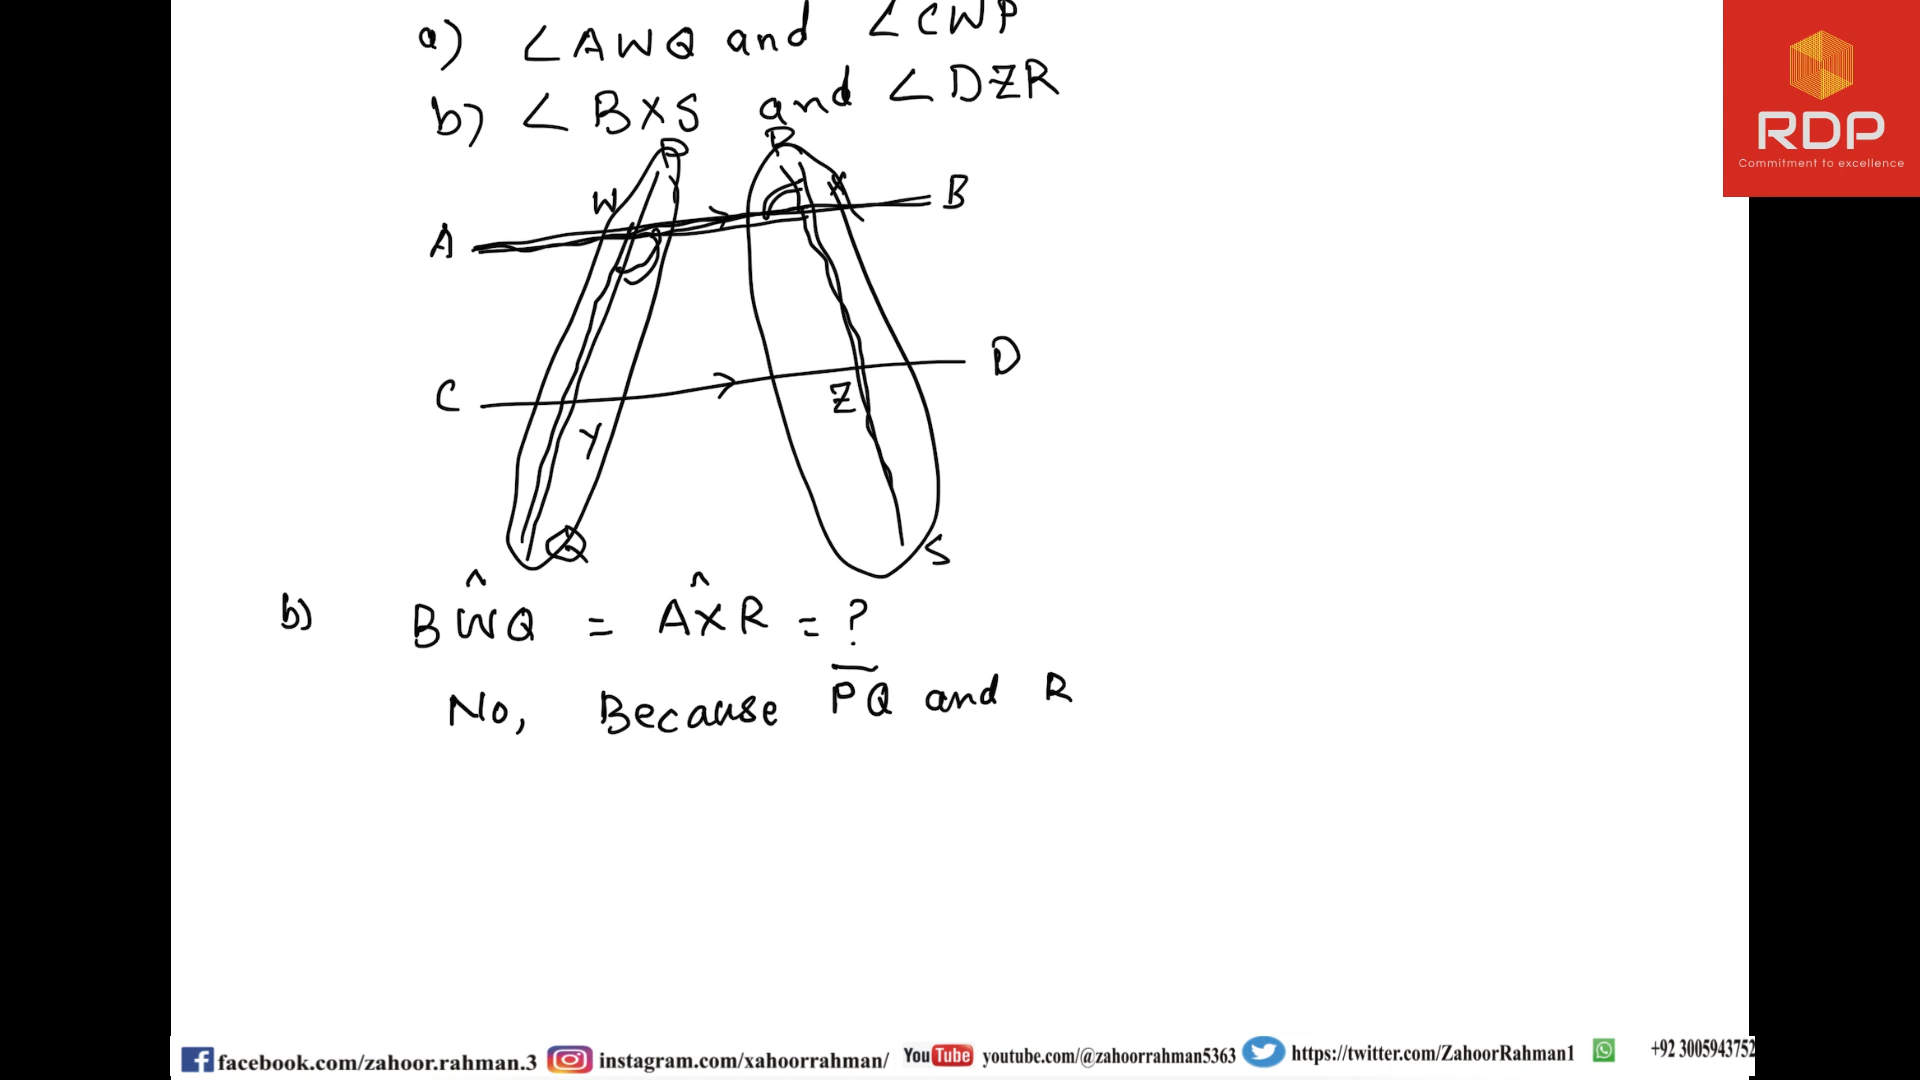 a) ∠AWQ and ∠CWP
b) ∠BXS and ∠DZR
RDP
Commitment to excellence
P
R
W
X
B
A
D
C
Z
Y
Q
S
b) BŴQ = AX̂R = ?
No, Because PQ and R
facebook.com/zahoor.rahman.3 instagram.com/xahoorrahman/ YouTube youtube.com/@zahoorrahman5363 https://twitter.com/ZahoorRahman1 +92 3005943752